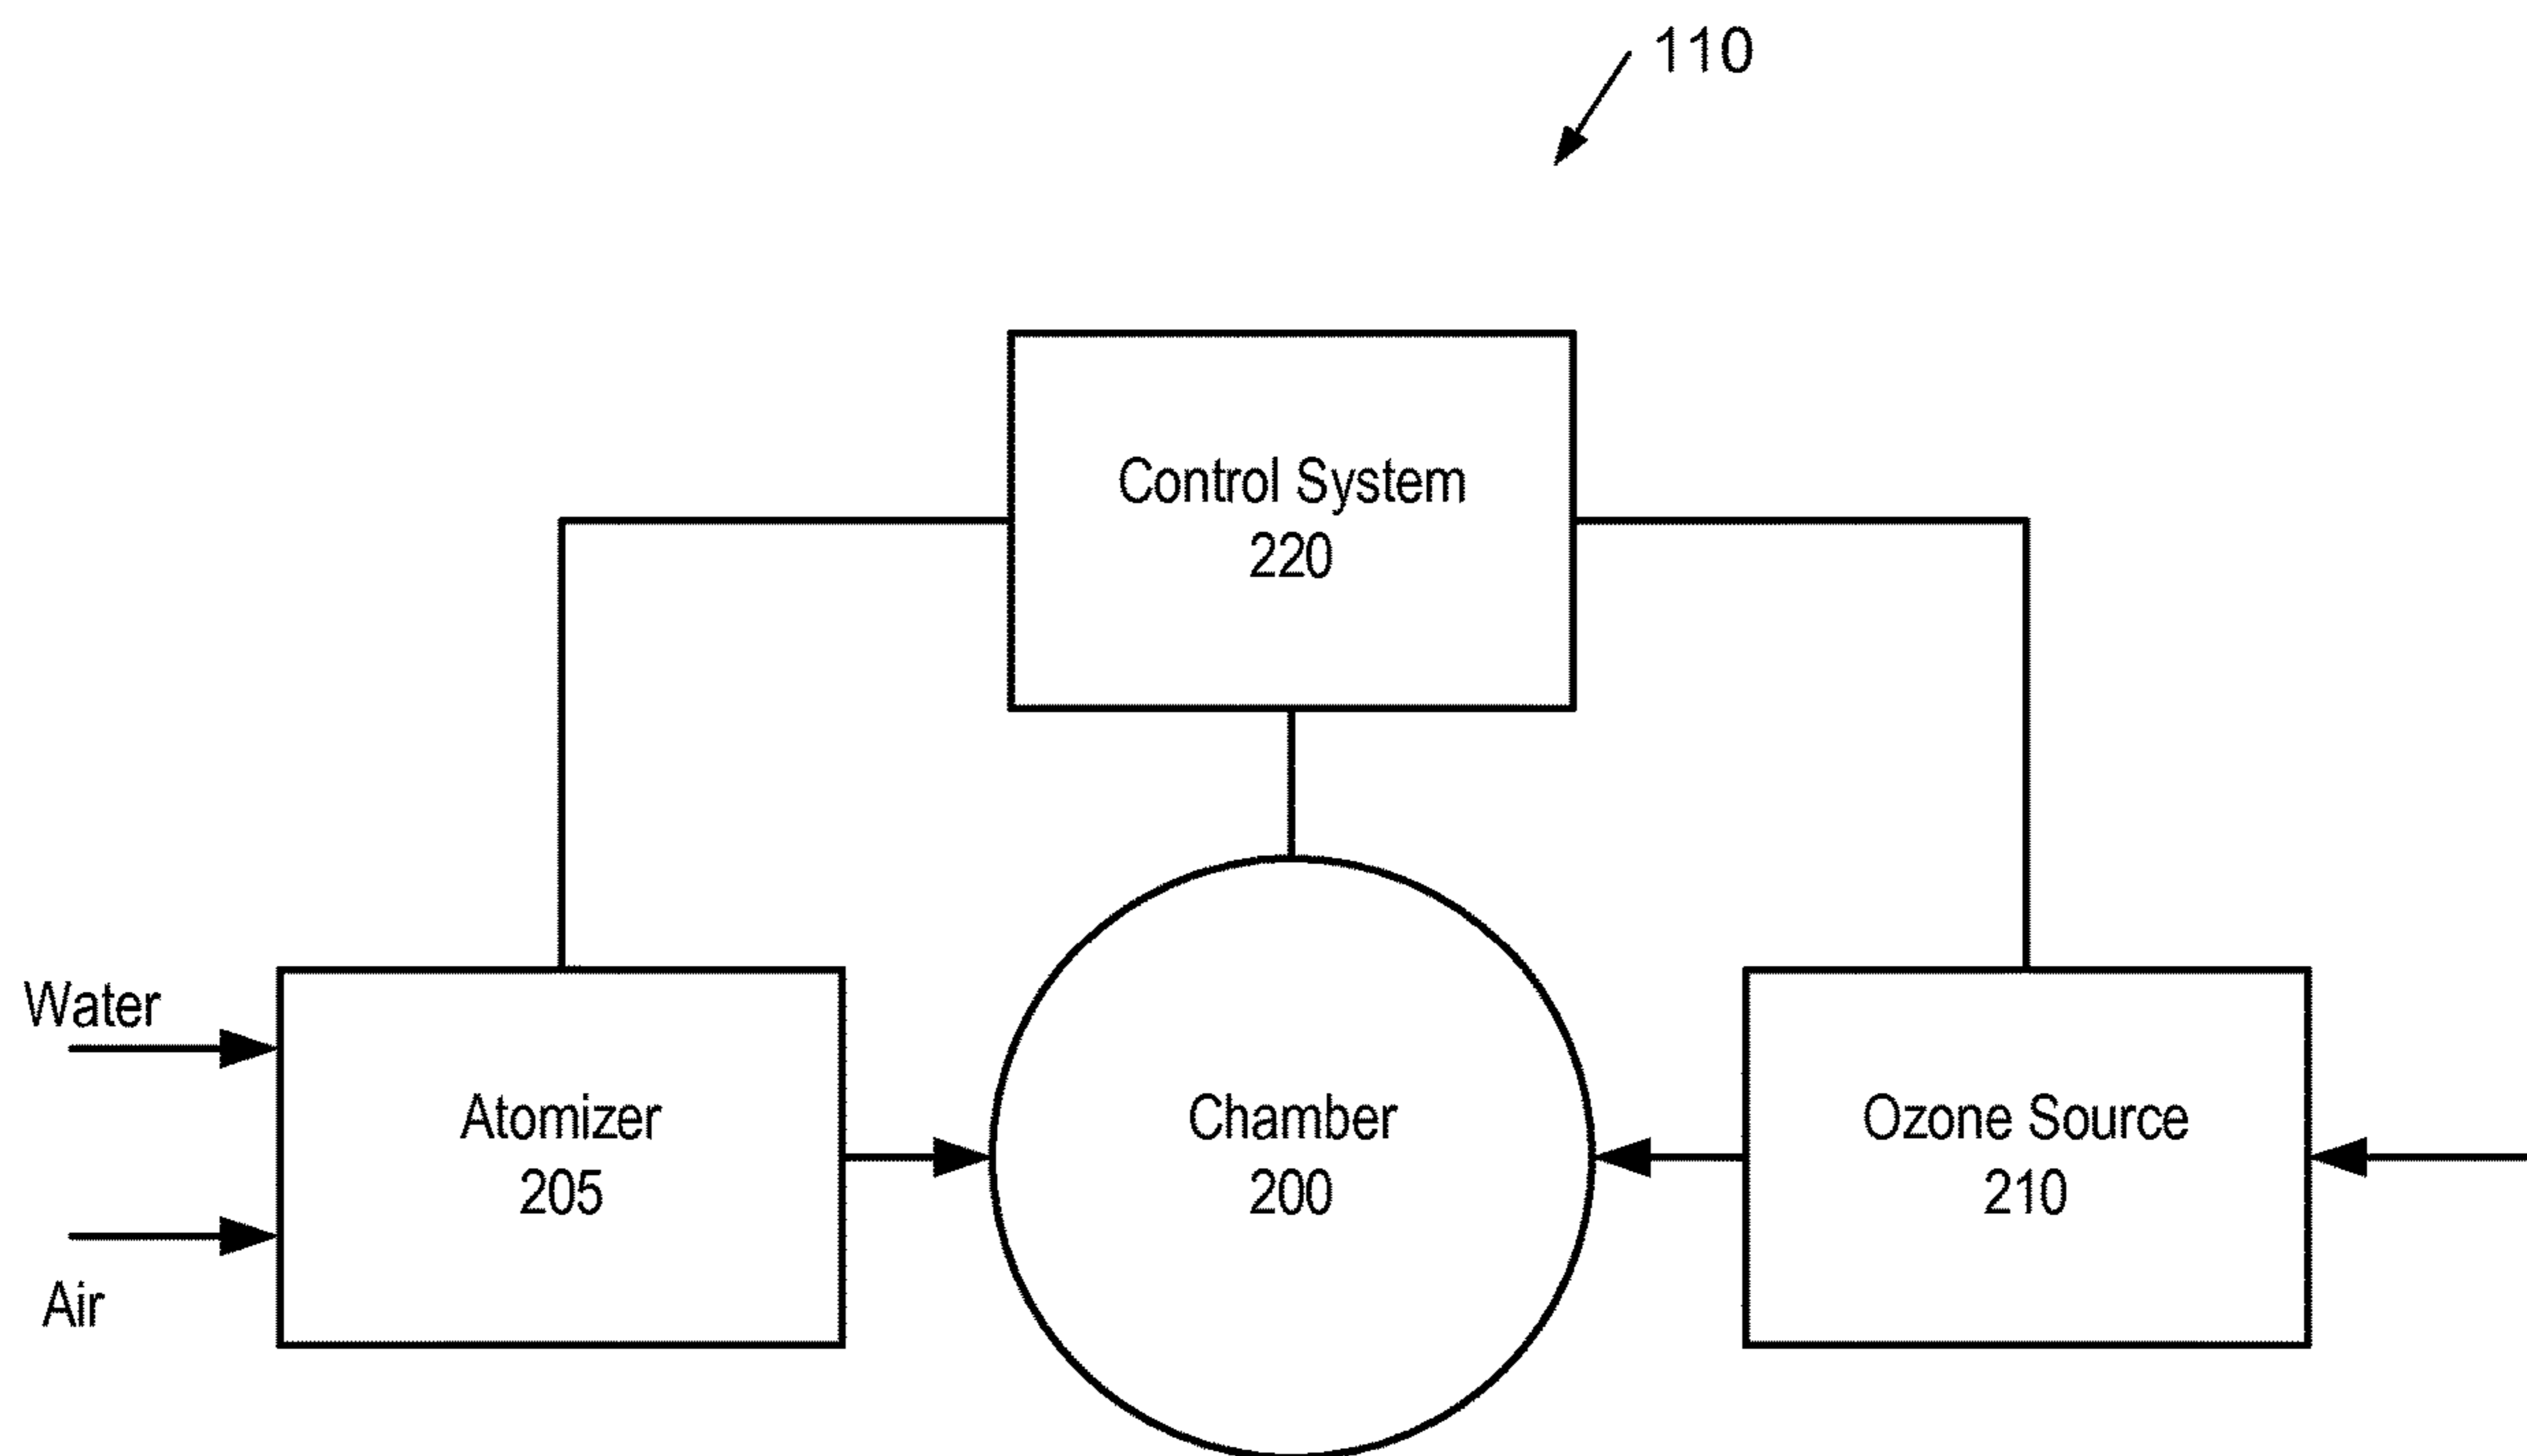 110
Control System
220
Water
Air
Atomizer
205
Chamber
200
Ozone Source
210